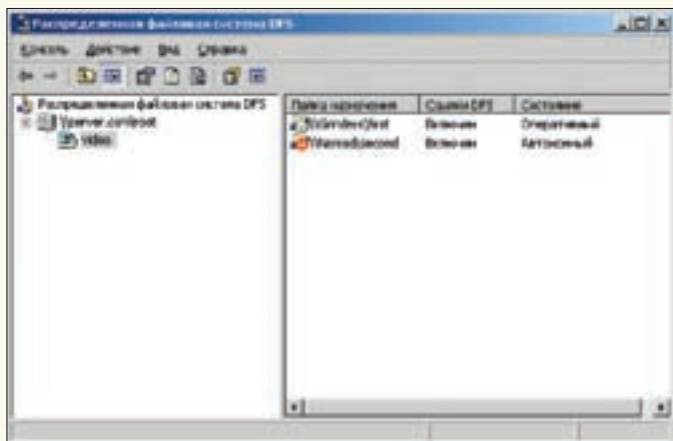 Распределенная файловая система DFS
Консоль Действие Вид Справка
Распределенная файловая система DFS
video
Папка назначения Ссылки DFS Состояние
Включен Оперативный
Включен Автономный